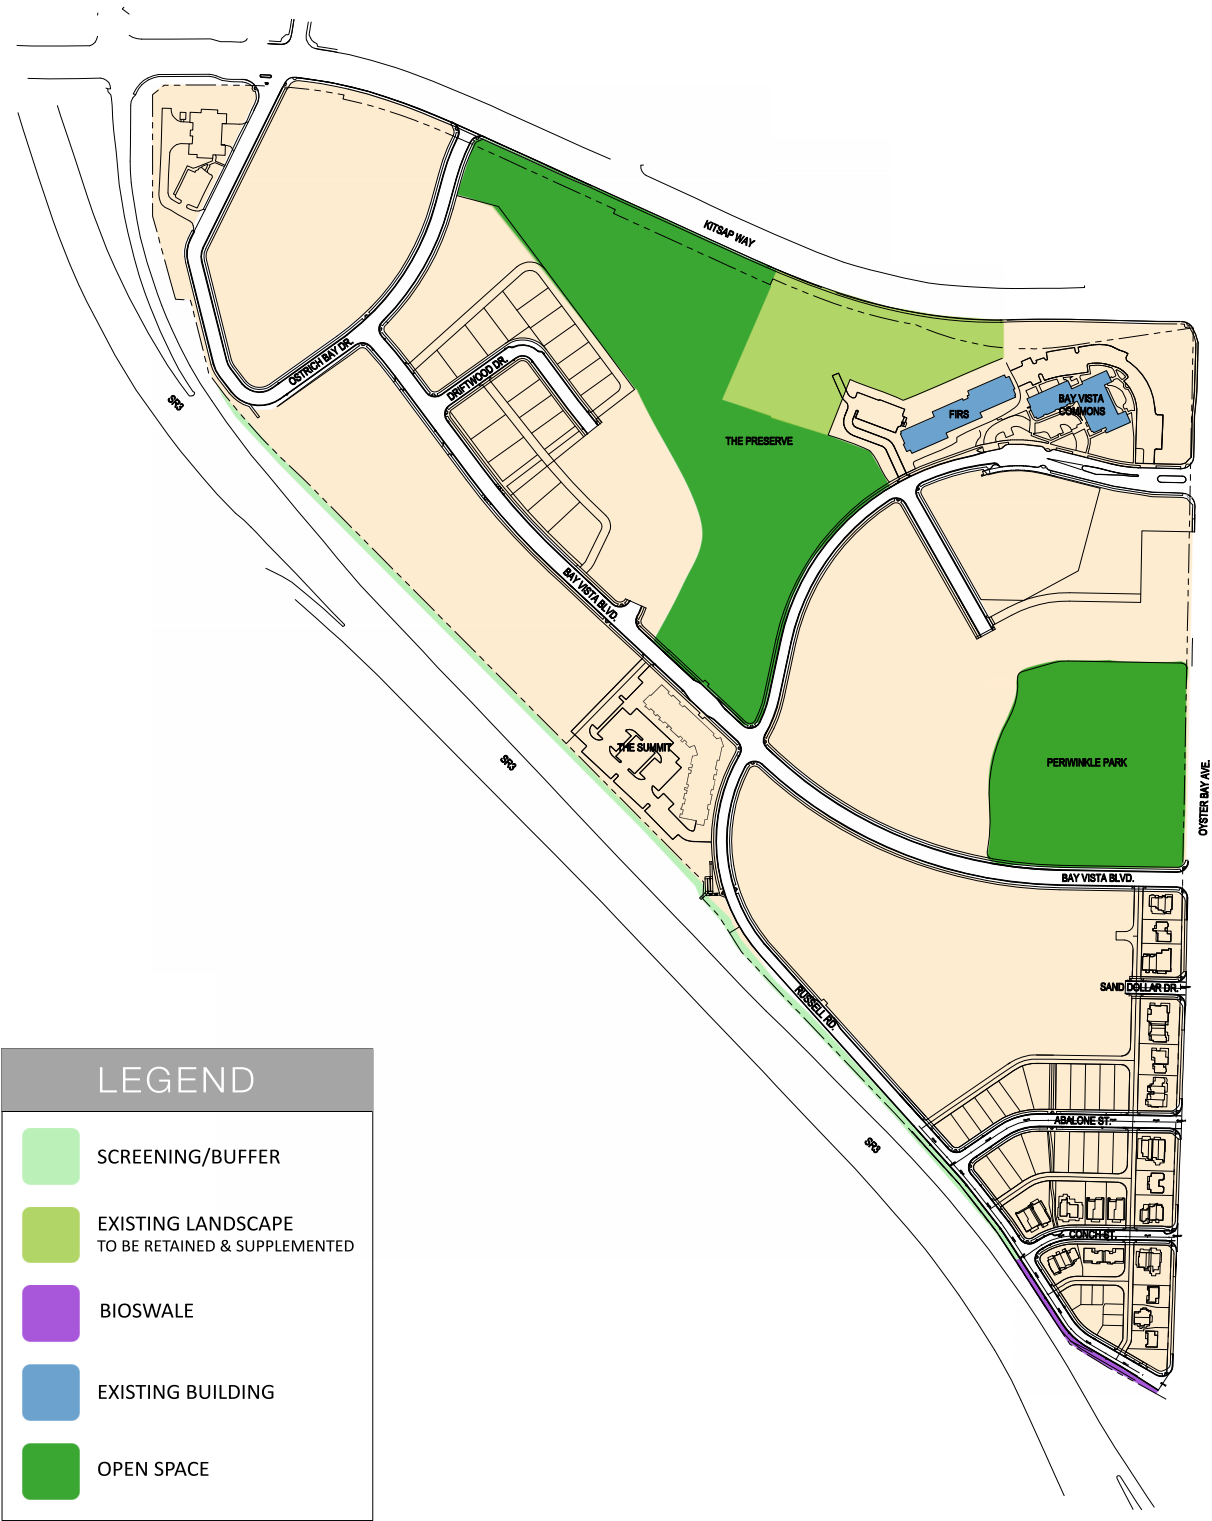 KITSAP WAY
OSTRICH BAY DR.
DRIFTWOOD DR.
SR3
FIRS
BAY VISTA
COMMONS
THE PRESERVE
BAY VISTA BLVD.
THE SUMMIT
SR3
PERIWINKLE PARK
OYSTER BAY AVE.
BAY VISTA BLVD.
SAND DOLLAR DR.
RUSSELL RD.
ABALONE ST.
SR3
CONCH ST.
LEGEND
SCREENING/BUFFER
EXISTING LANDSCAPE
TO BE RETAINED & SUPPLEMENTED
BIOSWALE
EXISTING BUILDING
OPEN SPACE